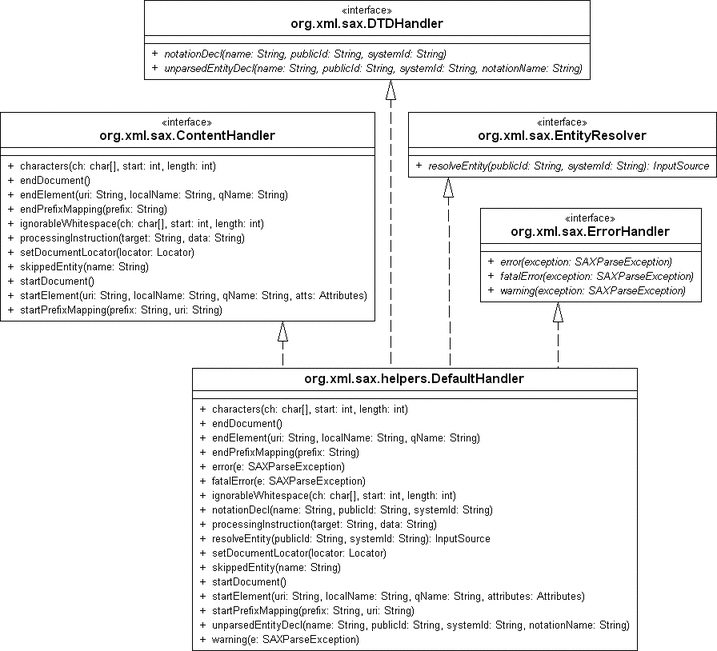 «interface»
org.xml.sax.DTDHandler
+ notationDecl(name: String, publicId: String, systemId: String)
+ unparsedEntityDecl(name: String, publicId: String, systemId: String, notationName: String)
«interface»
org.xml.sax.ContentHandler
+ characters(ch: char[], start: int, length: int)
+ endDocument()
+ endElement(uri: String, localName: String, qName: String)
+ endPrefixMapping(prefix: String)
+ ignorableWhitespace(ch: char[], start: int, length: int)
+ processingInstruction(target: String, data: String)
+ setDocumentLocator(locator: Locator)
+ skippedEntity(name: String)
+ startDocument()
+ startElement(uri: String, localName: String, qName: String, atts: Attributes)
+ startPrefixMapping(prefix: String, uri: String)
«interface»
org.xml.sax.EntityResolver
+ resolveEntity(publicId: String, systemId: String): InputSource
«interface»
org.xml.sax.ErrorHandler
+ error(exception: SAXParseException)
+ fatalError(exception: SAXParseException)
+ warning(exception: SAXParseException)
org.xml.sax.helpers.DefaultHandler
+ characters(ch: char[], start: int, length: int)
+ endDocument()
+ endElement(uri: String, localName: String, qName: String)
+ endPrefixMapping(prefix: String)
+ error(e: SAXParseException)
+ fatalError(e: SAXParseException)
+ ignorableWhitespace(ch: char[], start: int, length: int)
+ notationDecl(name: String, publicId: String, systemId: String)
+ processingInstruction(target: String, data: String)
+ resolveEntity(publicId: String, systemId: String): InputSource
+ setDocumentLocator(locator: Locator)
+ skippedEntity(name: String)
+ startDocument()
+ startElement(uri: String, localName: String, qName: String, attributes: Attributes)
+ startPrefixMapping(prefix: String, uri: String)
+ unparsedEntityDecl(name: String, publicId: String, systemId: String, notationName: String)
+ warning(e: SAXParseException)